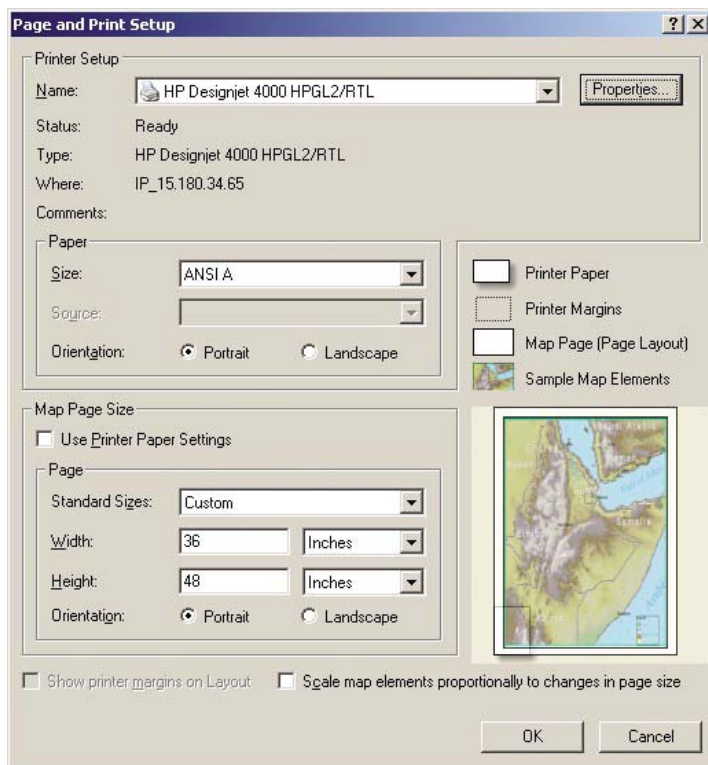 Page and Print Setup
Printer Setup
Name: HP Designjet 4000 HPGL2/RTL Properties...
Status: Ready
Type: HP Designjet 4000 HPGL2/RTL
Where: IP_15.180.34.65
Comments:
Paper
Size: ANSI A
Source:
Orientation: Portrait Landscape
Printer Paper
Printer Margins
Map Page (Page Layout)
Sample Map Elements
Map Page Size
Use Printer Paper Settings
Page
Standard Sizes: Custom
Width: 36 Inches
Height: 48 Inches
Orientation: Portrait Landscape
Show printer margins on Layout Scale map elements proportionally to changes in page size
OK Cancel